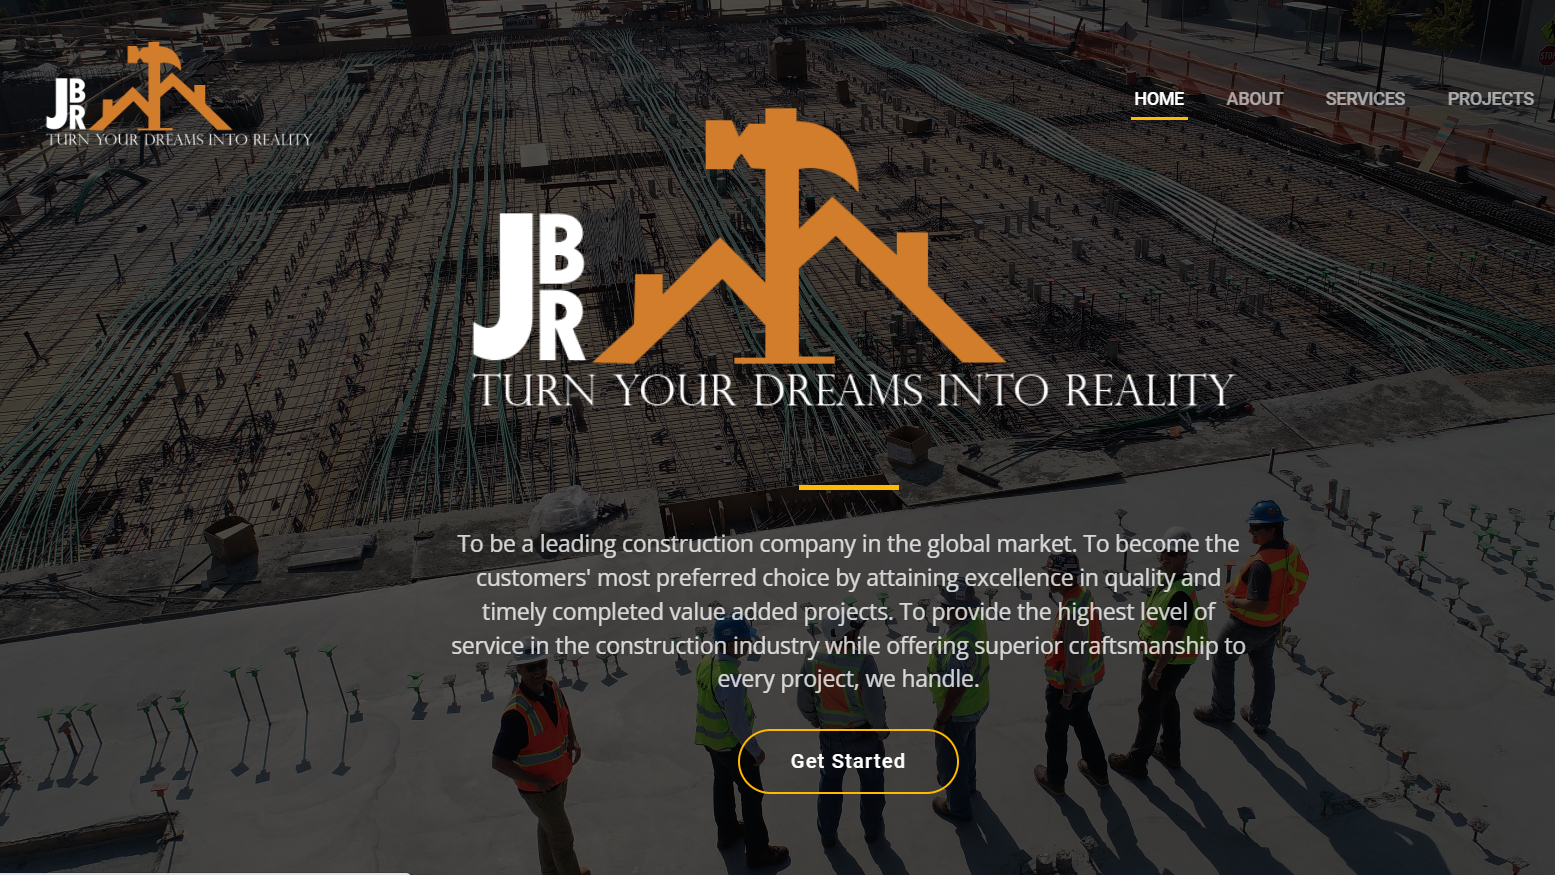 JBR
TURN YOUR DREAMS INTO REALITY
HOME
ABOUT
SERVICES
PROJECTS
JBR
TURN YOUR DREAMS INTO REALITY
To be a leading construction company in the global market. To become the
customers' most preferred choice by attaining excellence in quality and
timely completed value added projects. To provide the highest level of
service in the construction industry while offering superior craftsmanship to
every project, we handle.
Get Started